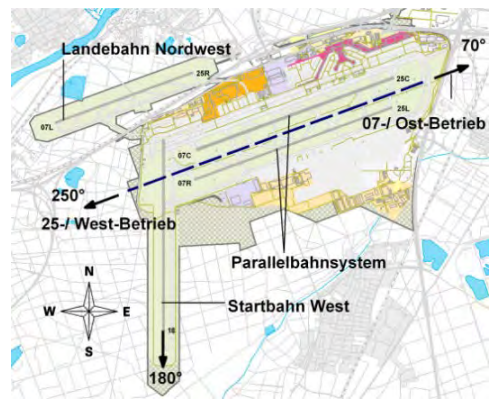 Landebahn Nordwest
70°
25R
25C
07L
25L
07-/ Ost-Betrieb
07C
07R
250°
25-/ West-Betrieb
Parallelbahnsystem
N
W E
S
Startbahn West
18
180°